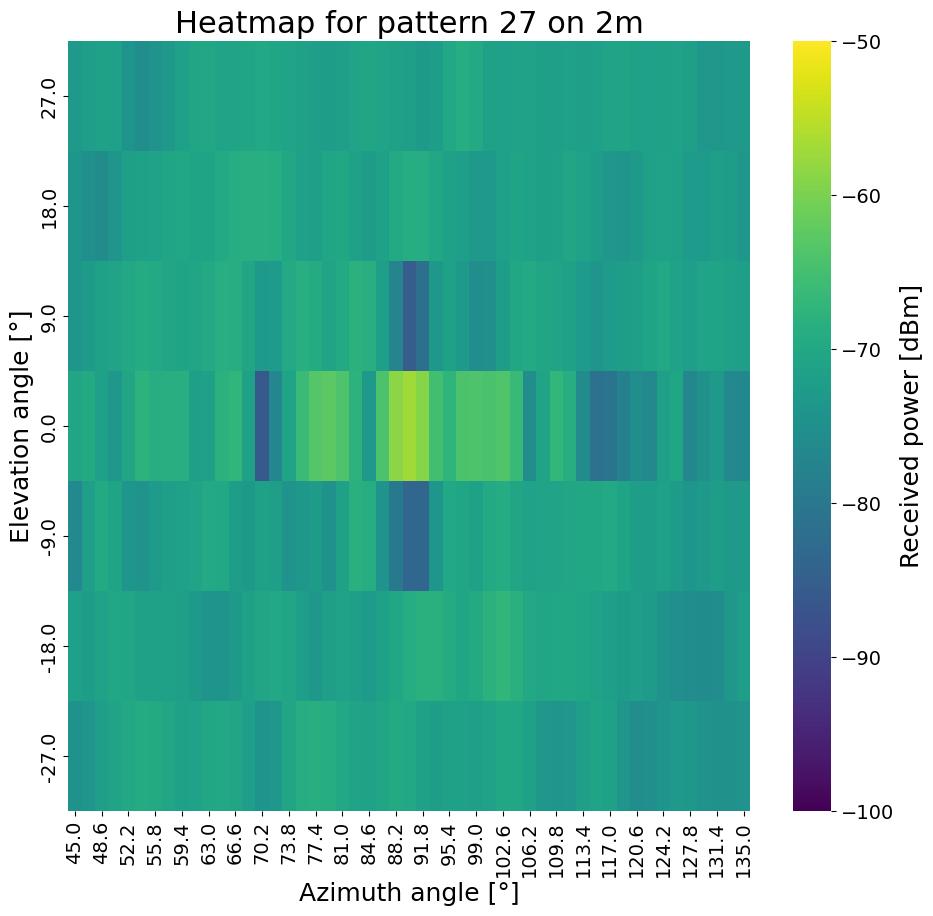 Heatmap for pattern 27 on 2m
27.0
18.0
9.0
0.0
-9.0
-18.0
-27.0
Elevation angle [°]
45.0 48.6 52.2 55.8 59.4 63.0 66.6 70.2 73.8 77.4 81.0 84.6 88.2 91.8 95.4 99.0 102.6 106.2 109.8 113.4 117.0 120.6 124.2 127.8 131.4 135.0
Azimuth angle [°]
−50
−60
−70
−80
−90
−100
Received power [dBm]